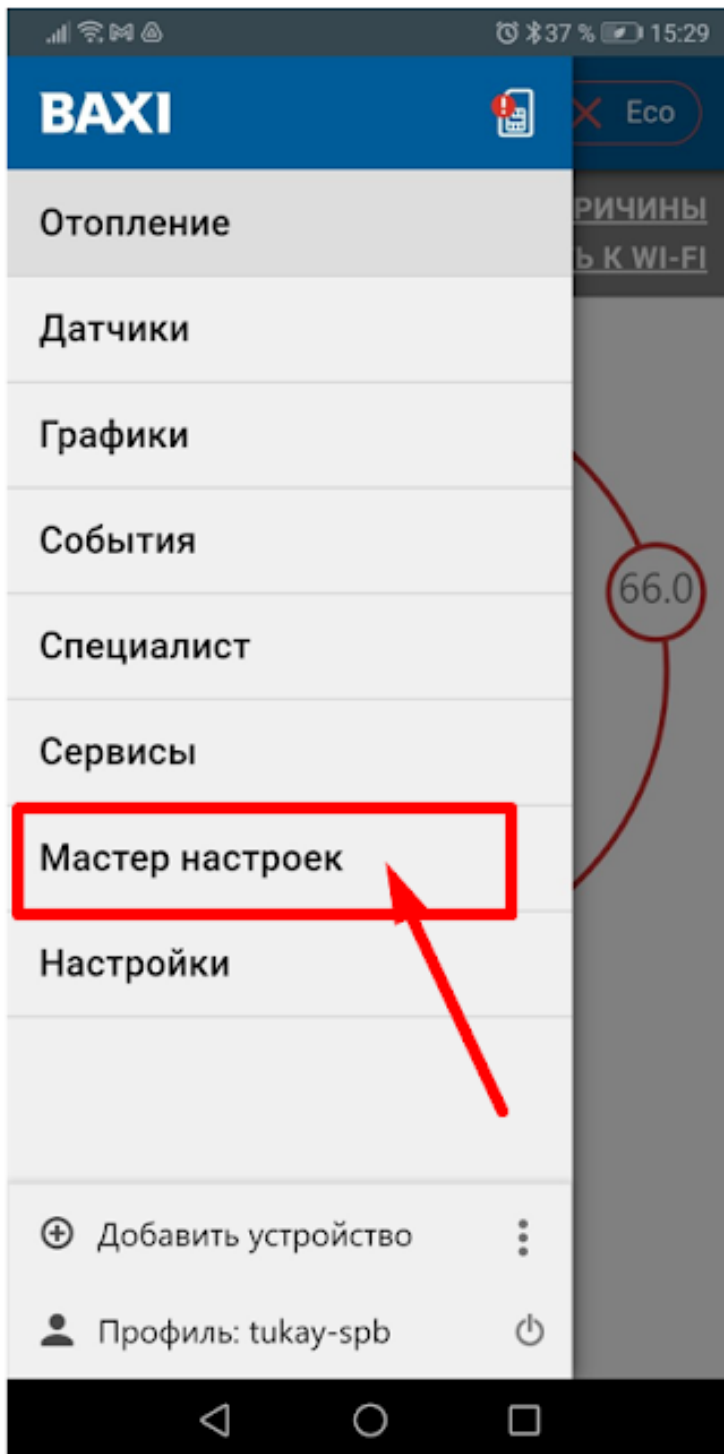 37 % 15:29
BAXI
Eco
РИЧИНЫ
Ь К WI-FI
Отопление
Датчики
Графики
События
66.0
Специалист
Сервисы
Мастер настроек
Настройки
Добавить устройство
Профиль: tukay-spb